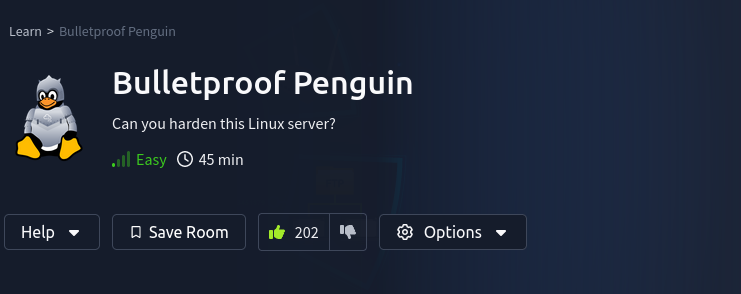 Learn > Bulletproof Penguin
Bulletproof Penguin
Can you harden this Linux server?
Easy 45 min
Help Save Room 202 Options